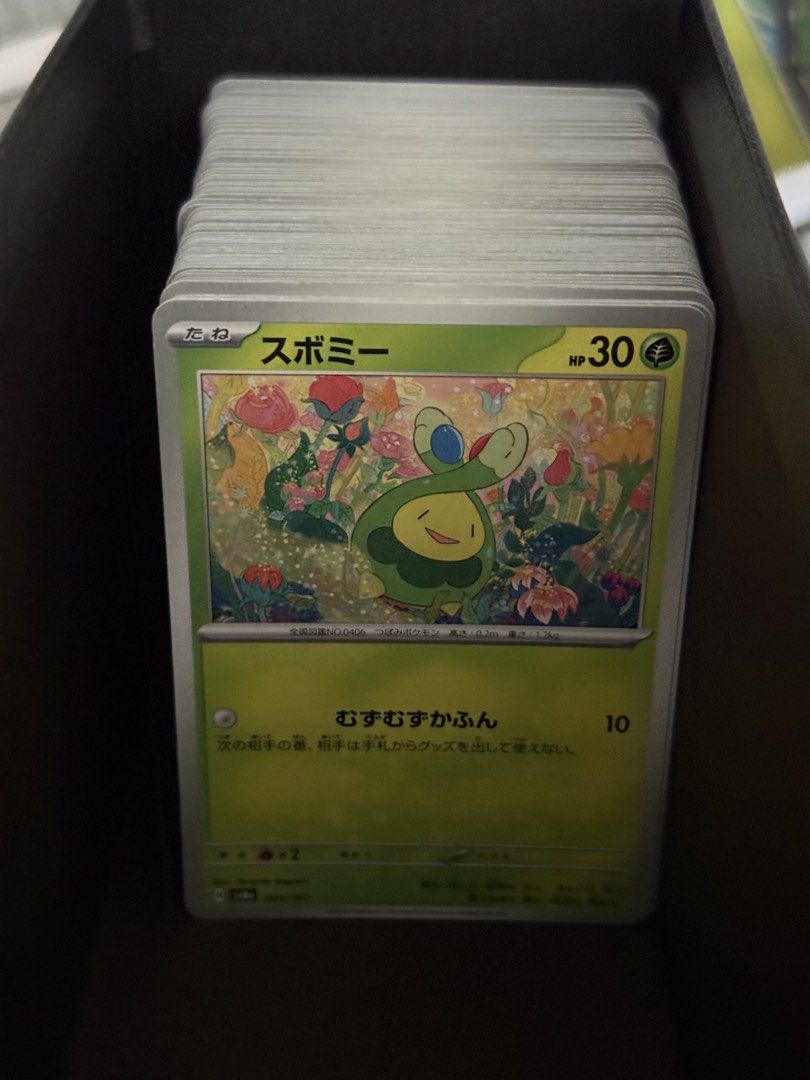 たね
スボミー
HP 30
全国図鑑NO.0406 つぼみポケモン 高さ:0.2m 重さ:1.2kg
むずむずかふん 10
次の相手の番、相手は手札からグッズを出して使えない。
×2